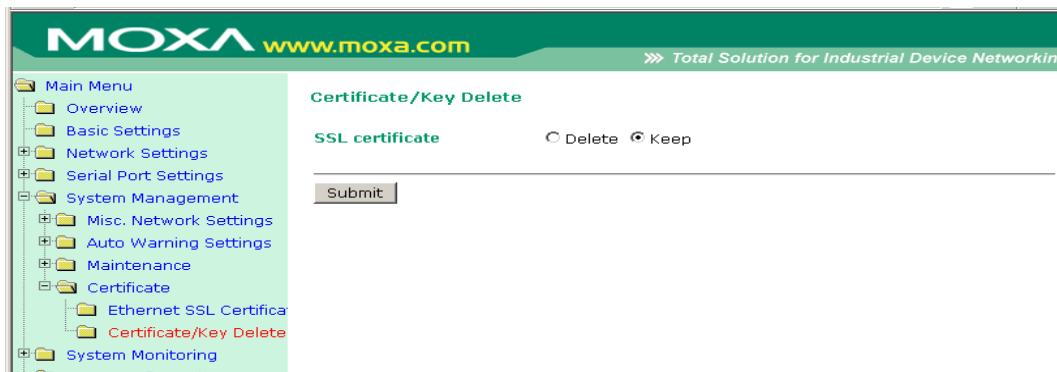 MOXA www.moxa.com
Total Solution for Industrial Device Networkin
Main Menu
Overview
Basic Settings
Network Settings
Serial Port Settings
System Management
Misc. Network Settings
Auto Warning Settings
Maintenance
Certificate
Ethernet SSL Certifica
Certificate/Key Delete
System Monitoring
Certificate/Key Delete
SSL certificate Delete Keep
Submit